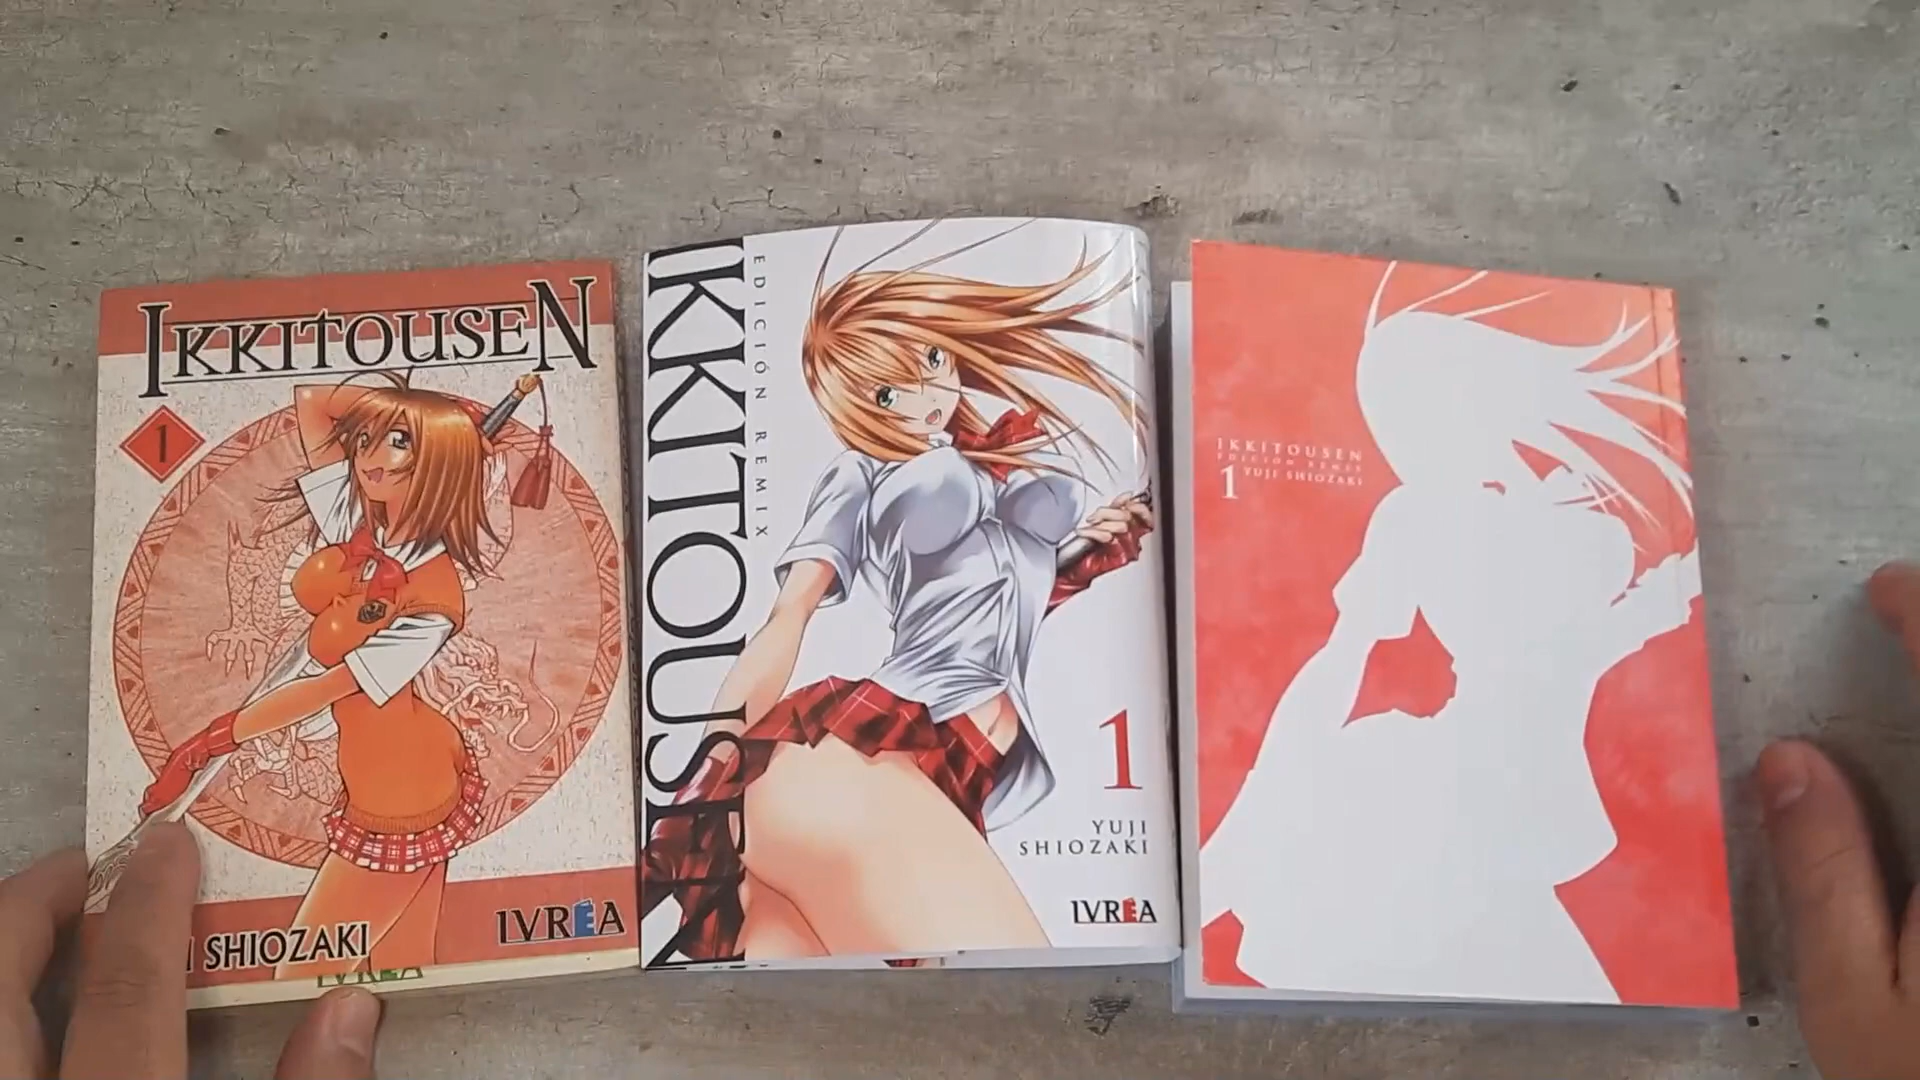 IKKITOUSEN
1
I SHIOZAKI
IVREA
IVREA
IKKITOUSEN
EDICIÓN REMIX
1
YUJI
SHIOZAKI
IVREA
IKKITOUSEN
EDICIÓN REMIX
1 YUJI SHIOZAKI